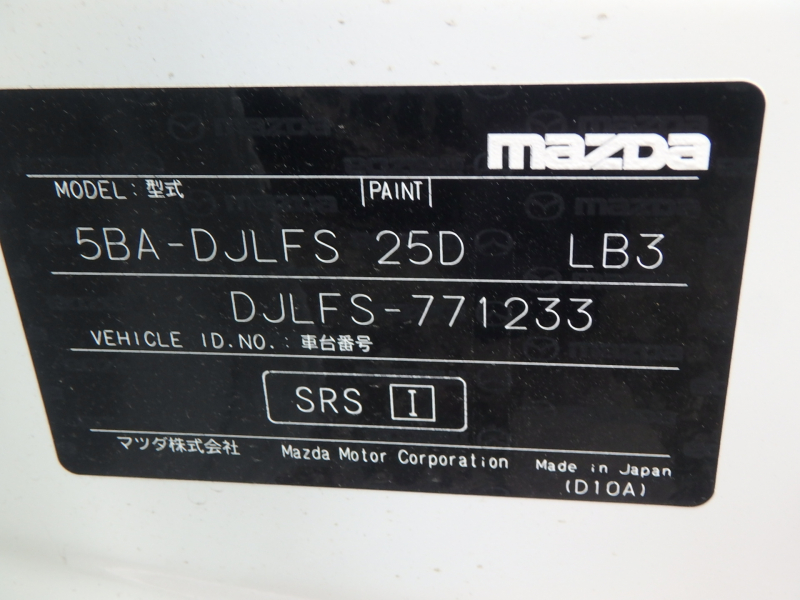 mazda
MODEL: 型式 PAINT
5BA-DJLFS 25D LB3
DJLFS-771233
VEHICLE ID.NO.: 車台番号
SRS I
マツダ株式会社 Mazda Motor Corporation Made in Japan
(D10A)